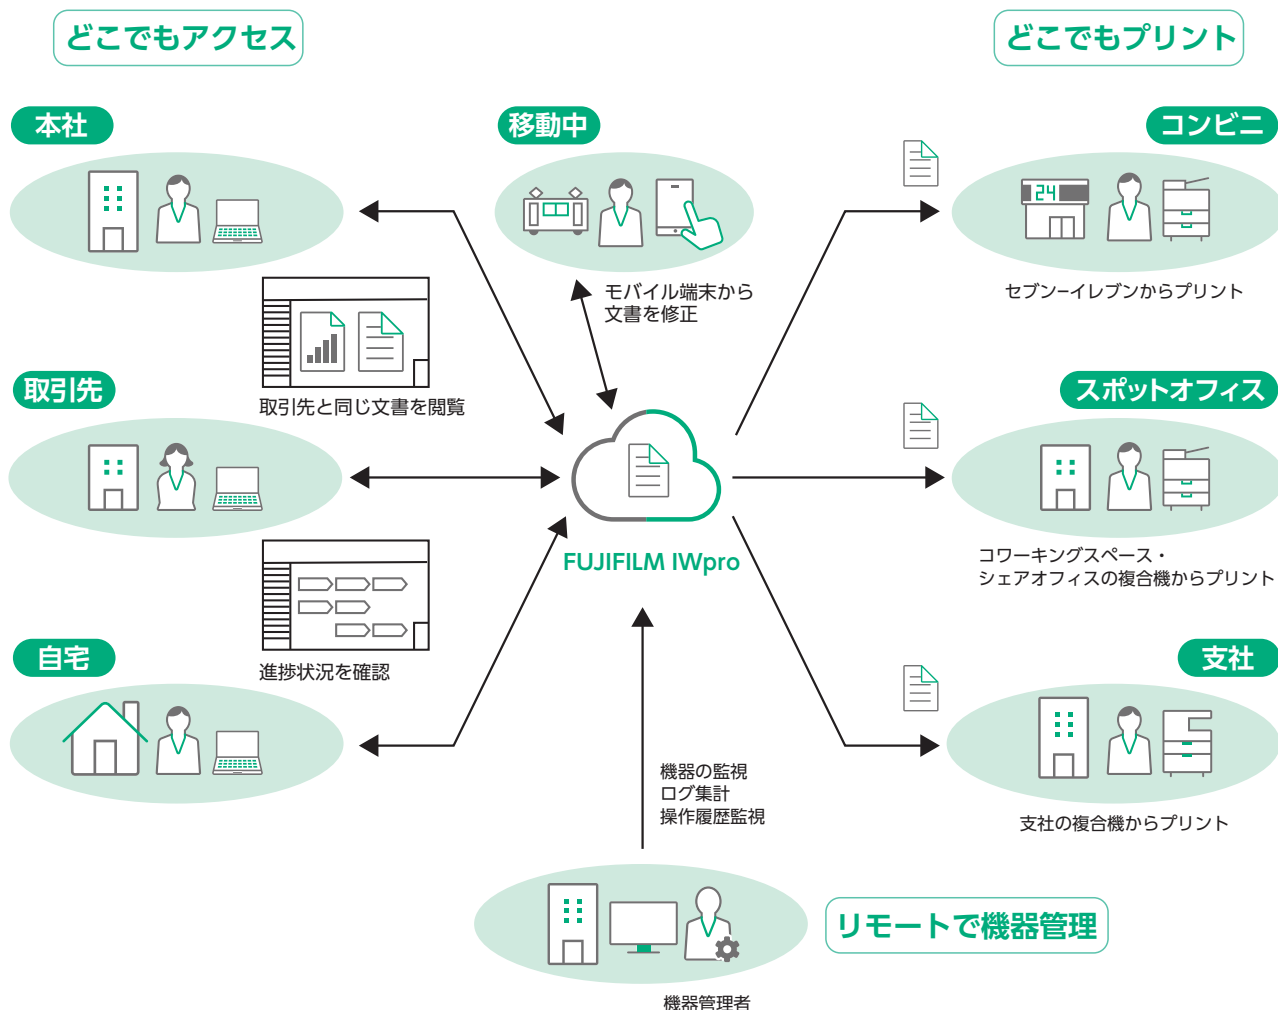 どこでもアクセス
どこでもプリント
本社
移動中
コンビニ
24
セブン−イレブンからプリント
モバイル端末から
文書を修正
取引先と同じ文書を閲覧
取引先
スポットオフィス
コワーキングスペース・
シェアオフィスの複合機からプリント
FUJIFILM IWpro
進捗状況を確認
自宅
支社
支社の複合機からプリント
機器の監視
ログ集計
操作履歴監視
リモートで機器管理
機器管理者